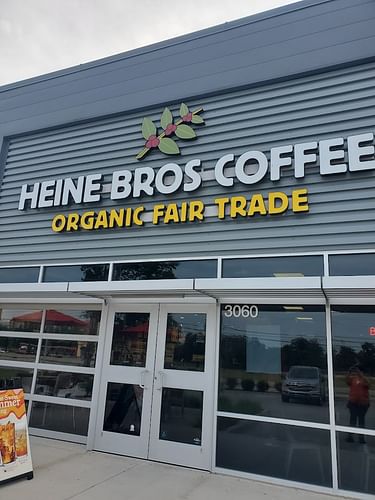 HEINE BROS COFFEE
ORGANIC FAIR TRADE
3060